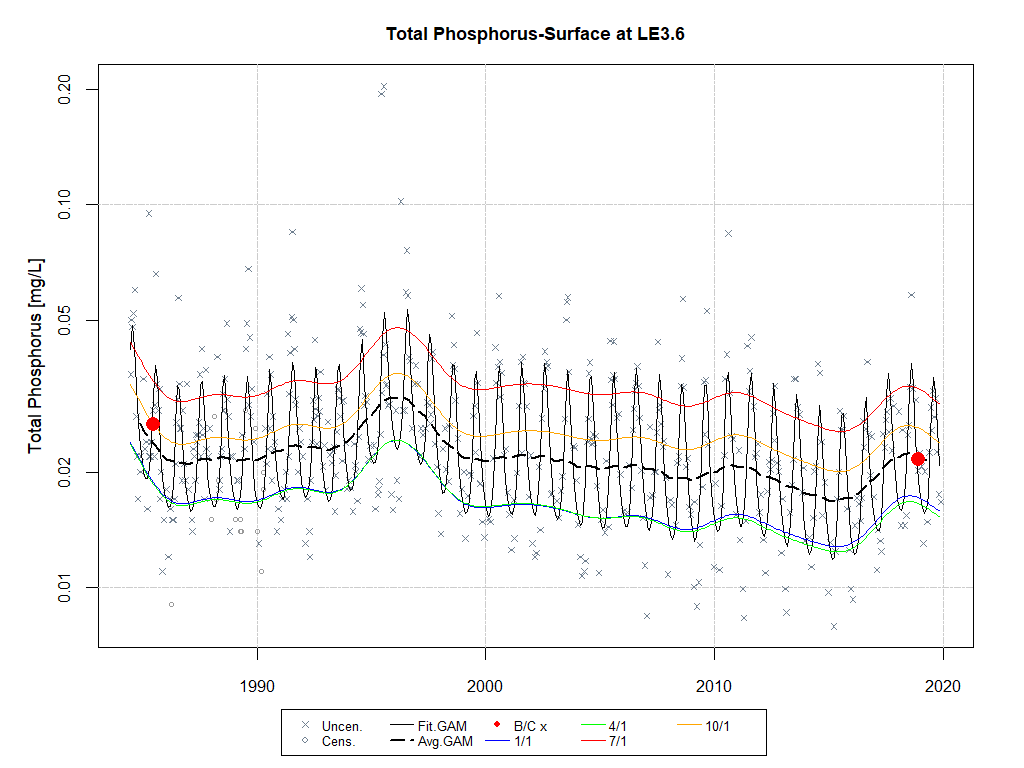 Total Phosphorus-Surface at LE3.6
Total Phosphorus [mg/L]
0.20
0.10
0.05
0.02
0.01
1990 2000 2010 2020
Uncen. Fit.GAM B/C x 4/1 10/1
Cens. Avg.GAM 1/1 7/1